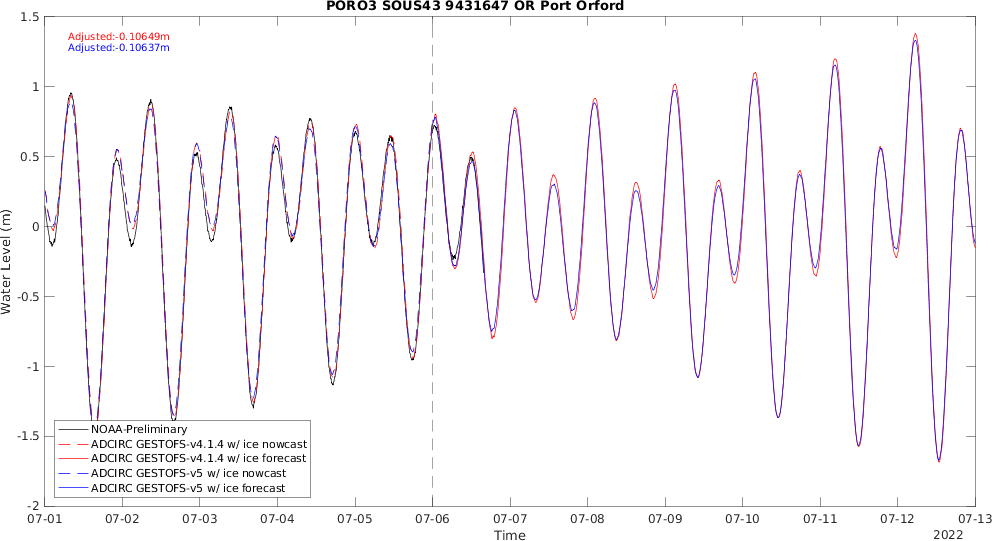 PORO3 SOUS43 9431647 OR Port Orford
Adjusted:-0.10649m
Adjusted:-0.10637m
1.5
1
0.5
0
-0.5
-1
-1.5
-2
Water Level (m)
NOAA-Preliminary
ADCIRC GESTOFS-v4.1.4 w/ ice nowcast
ADCIRC GESTOFS-v4.1.4 w/ ice forecast
ADCIRC GESTOFS-v5 w/ ice nowcast
ADCIRC GESTOFS-v5 w/ ice forecast
07-01 07-02 07-03 07-04 07-05 07-06 07-07 07-08 07-09 07-10 07-11 07-12 07-13
Time
2022